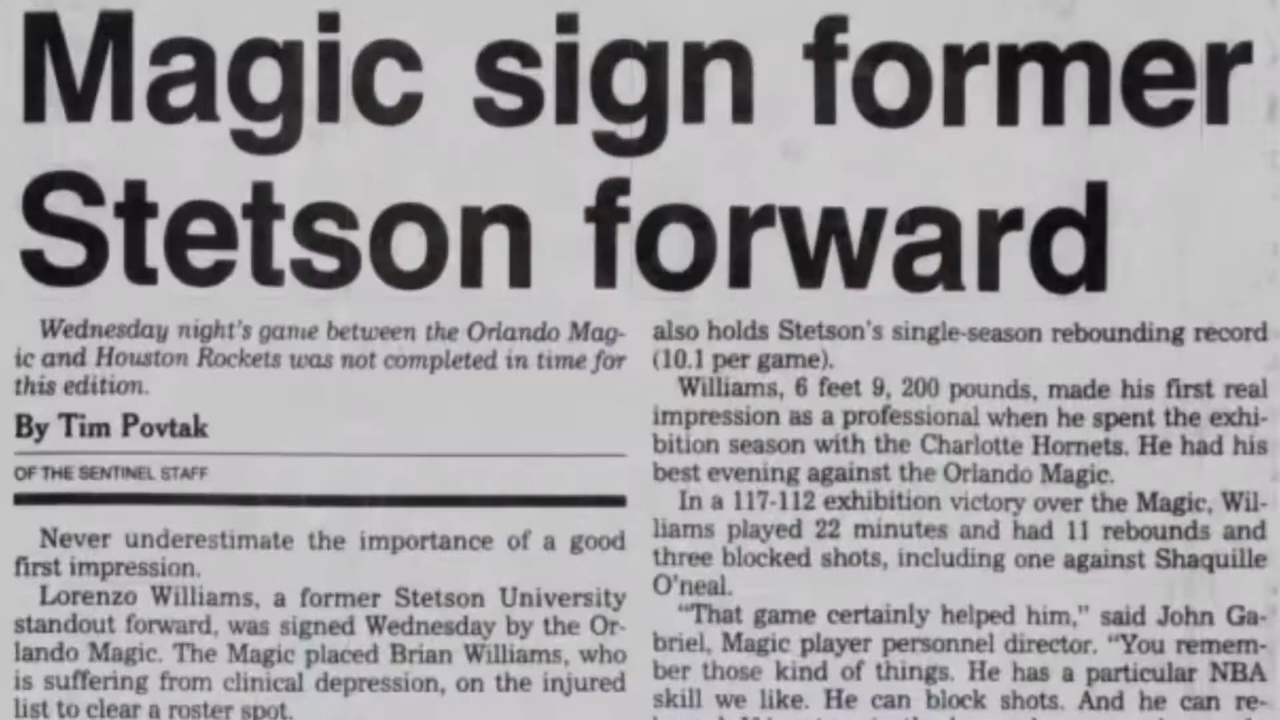 Magic sign former
Stetson forward
Wednesday night's game between the Orlando Mag-
ic and Houston Rockets was not completed in time for
this edition.
By Tim Povtak
OF THE SENTINEL STAFF
Never underestimate the importance of a good
first impression.
Lorenzo Williams, a former Stetson University
standout forward, was signed Wednesday by the Or-
lando Magic. The Magic placed Brian Williams, who
is suffering from clinical depression, on the injured
list to clear a roster spot.
also holds Stetson's single-season rebounding record
(10.1 per game).
Williams, 6 feet 9, 200 pounds, made his first real
impression as a professional when he spent the exhi-
bition season with the Charlotte Hornets. He had his
best evening against the Orlando Magic.
In a 117-112 exhibition victory over the Magic, Wil-
liams played 22 minutes and had 11 rebounds and
three blocked shots, including one against Shaquille
O'neal.
"That game certainly helped him," said John Ga-
briel, Magic player personnel director. "You remem-
ber those kind of things. He has a particular NBA
skill we like. He can block shots. And he can re-